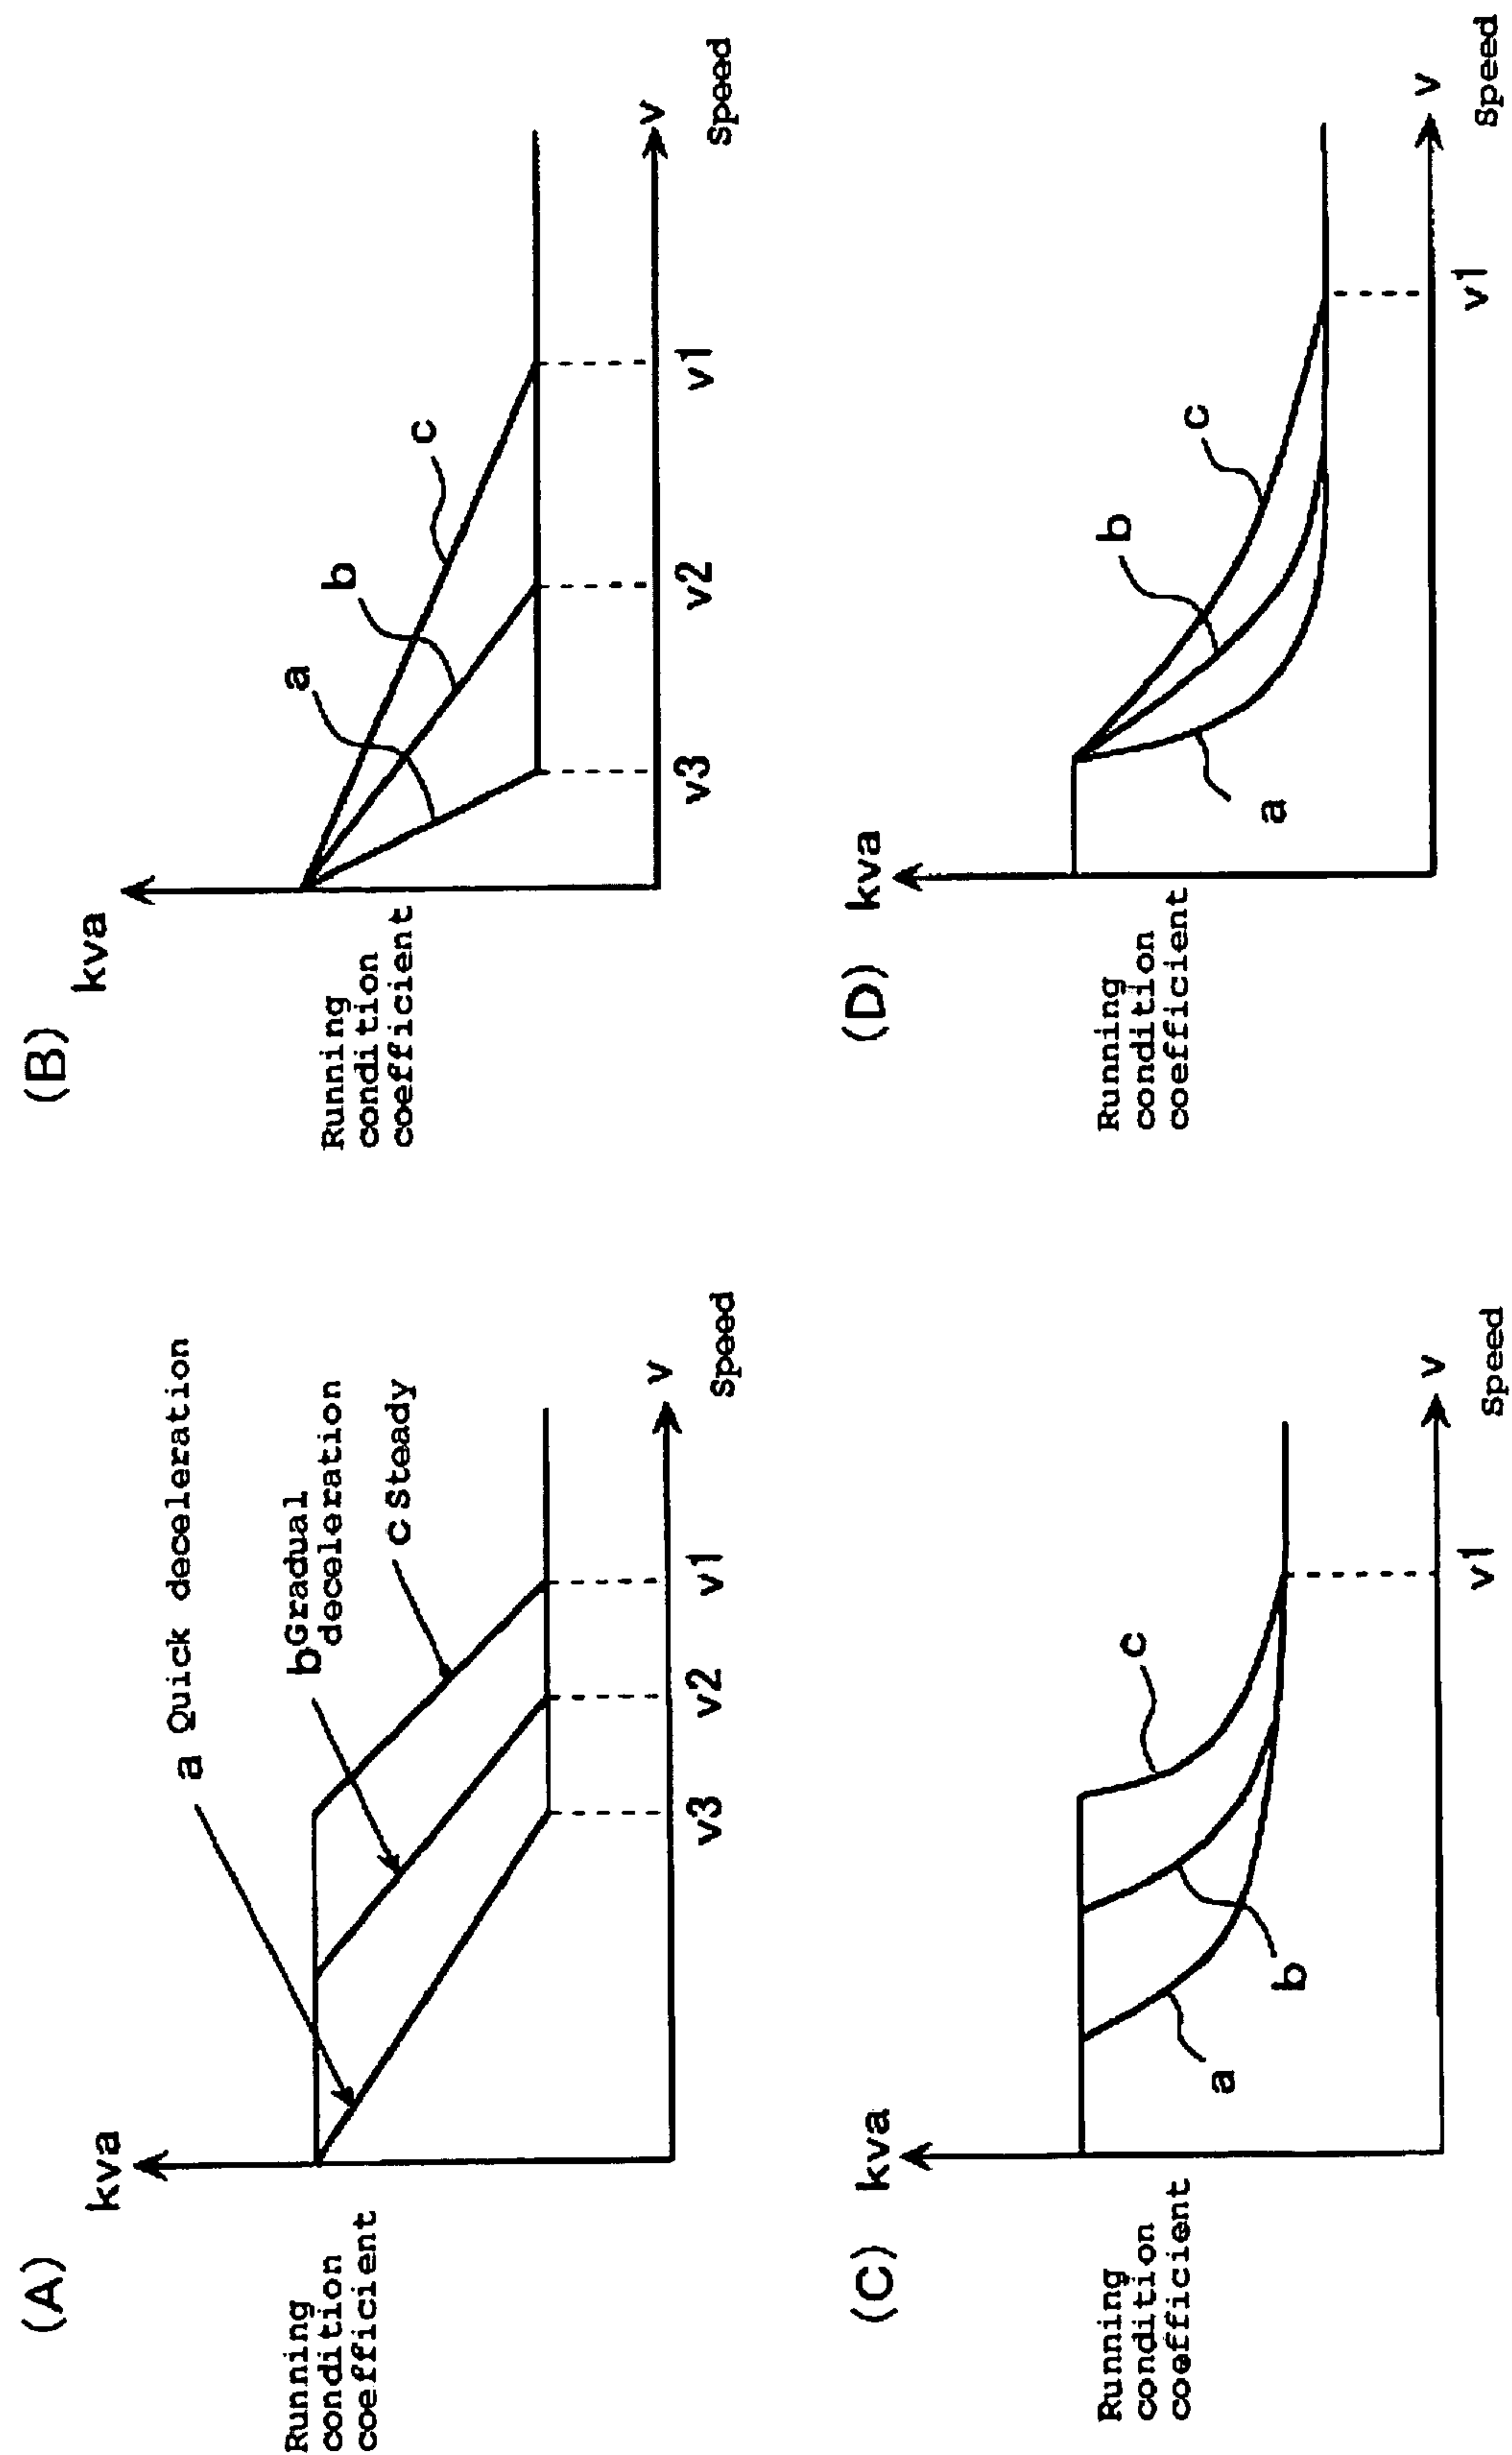 (A)
kva
Running
condition
coefficient
a Quick deceleration
b Gradual
deceleration
c Steady
v3
v2
v1
v
Speed
(B)
kva
Running
condition
coefficient
a
b
c
v3
v2
v1
v
Speed
(C)
kva
Running
condition
coefficient
a
b
c
v1
v
Speed
(D)
kva
Running
condition
coefficient
a
b
c
v1
v
Speed